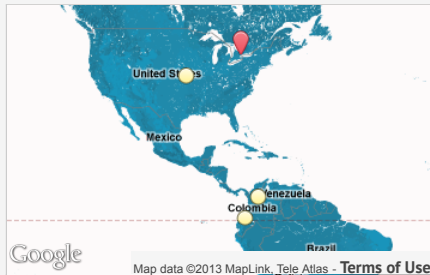 United States
Mexico
Venezuela
Colombia
Brazil
Google
Map data ©2013 MapLink, Tele Atlas - Terms of Use